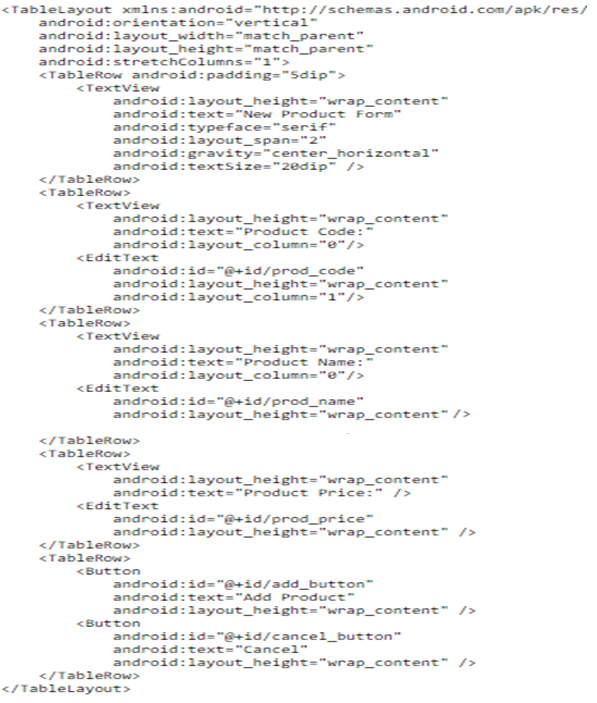 <TableLayout xmlns:android="http://schemas.android.com/apk/res/
android:orientation="vertical"
android:layout_width="match_parent"
android:layout_height="match_parent"
android:stretchColumns="1">
<TableRow android:padding="5dip">
<TextView
android:layout_height="wrap_content"
android:text="New Product Form"
android:typeface="serif"
android:layout_span="2"
android:gravity="center_horizontal"
android:textSize="20dip" />
</TableRow>
<TableRow>
<TextView
android:layout_height="wrap_content"
android:text="Product Code:"
android:layout_column="0"/>
<EditText
android:id="@+id/prod_code"
android:layout_height="wrap_content"
android:layout_column="1"/>
</TableRow>
<TableRow>
<TextView
android:layout_height="wrap_content"
android:text="Product Name:"
android:layout_column="0"/>
<EditText
android:id="@+id/prod_name"
android:layout_height="wrap_content"/>
</TableRow>
<TableRow>
<TextView
android:layout_height="wrap_content"
android:text="Product Price:" />
<EditText
android:id="@+id/prod_price"
android:layout_height="wrap_content" />
</TableRow>
<TableRow>
<Button
android:id="@+id/add_button"
android:text="Add Product"
android:layout_height="wrap_content" />
<Button
android:id="@+id/cancel_button"
android:text="Cancel"
android:layout_height="wrap_content" />
</TableRow>
</TableLayout>